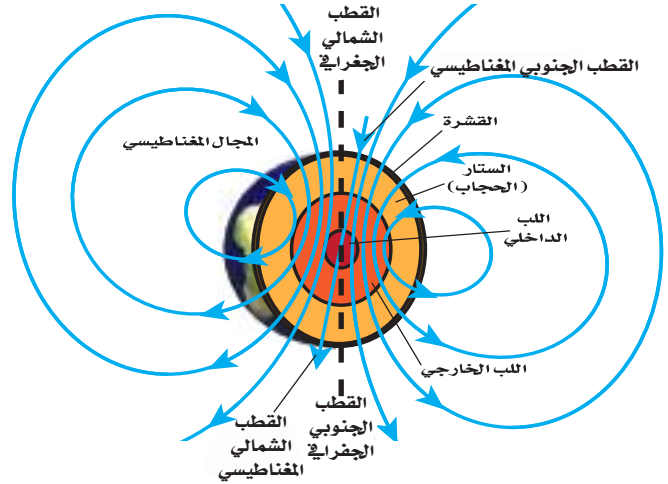 القطب
الشمالي
الجغرافي
القطب الجنوبي المغناطيسي
القشرة
المجال المغناطيسي
الستار
(الحجاب)
اللب
الداخلي
اللب الخارجي
القطب
الجنوبي
الجغرافي
القطب
الشمالي
المغناطيسي